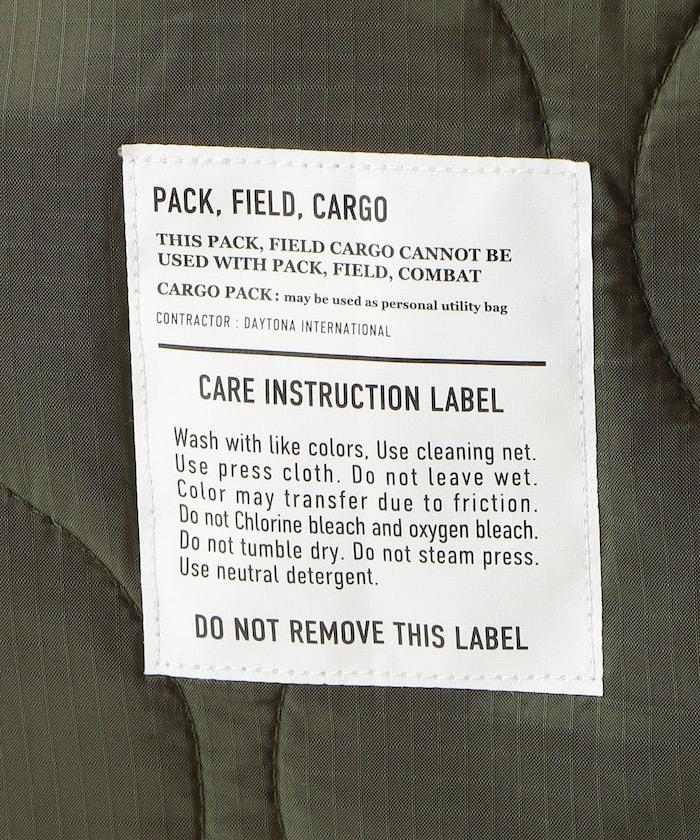 PACK, FIELD, CARGO
THIS PACK, FIELD CARGO CANNOT BE
USED WITH PACK, FIELD, COMBAT
CARGO PACK : may be used as personal utility bag
CONTRACTOR : DAYTONA INTERNATIONAL
CARE INSTRUCTION LABEL
Wash with like colors, Use cleaning net.
Use press cloth. Do not leave wet.
Color may transfer due to friction.
Do not Chlorine bleach and oxygen bleach.
Do not tumble dry. Do not steam press.
Use neutral detergent.
DO NOT REMOVE THIS LABEL